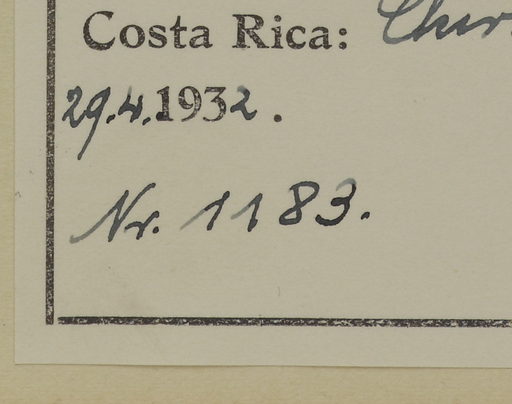 Costa Rica:
29.4.1932.
Nr. 1183.